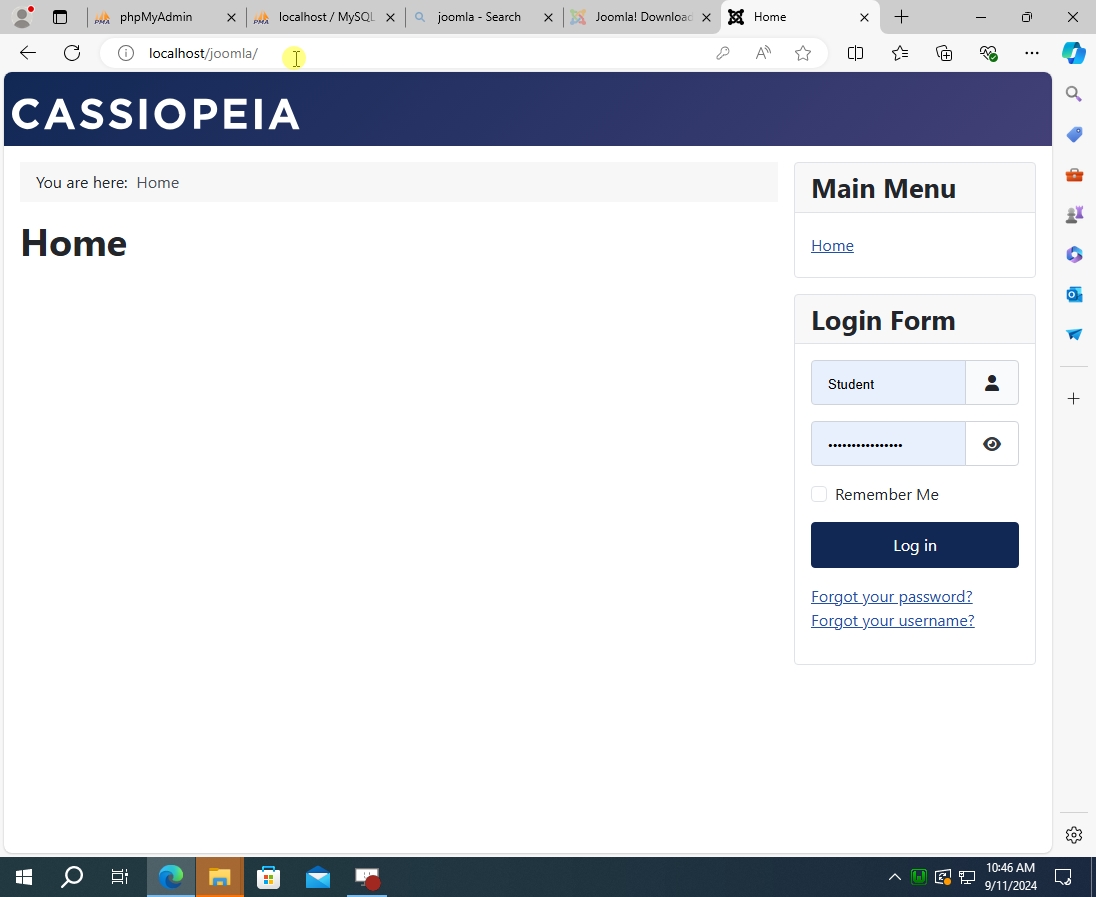 phpMyAdmin
localhost / MySQL
joomla - Search
Joomla! Download
Home
localhost/joomla/
CASSIOPEIA
You are here: Home
Home
Main Menu
Home
Login Form
Student
••••••••••••••••
Remember Me
Log in
Forgot your password?
Forgot your username?
10:46 AM
9/11/2024